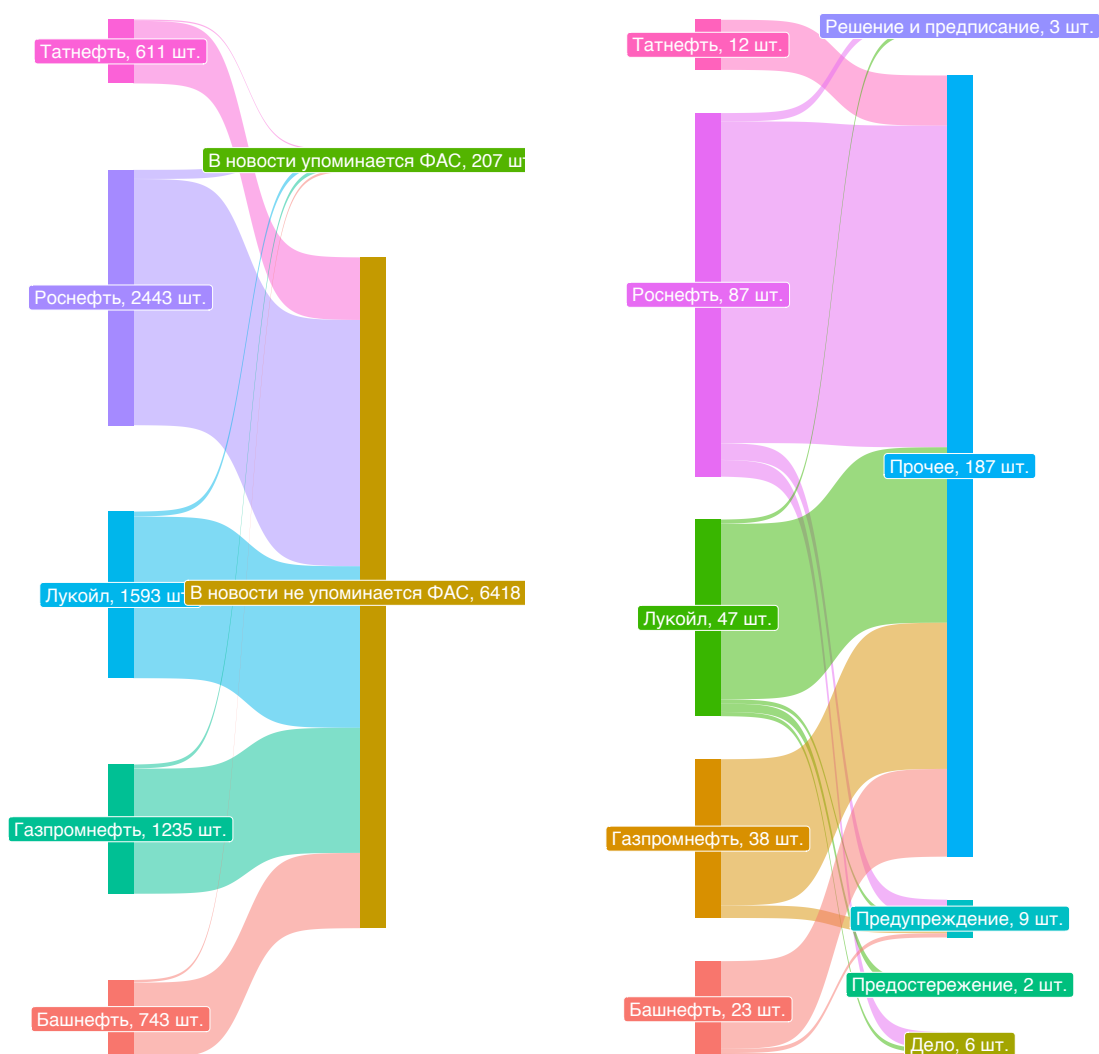 Татнефть, 611 шт.
В новости упоминается ФАС, 207 шт
Роснефть, 2443 шт.
Лукойл, 1593 шт
В новости не упоминается ФАС, 6418
Газпромнефть, 1235 шт.
Башнефть, 743 шт.
Решение и предписание, 3 шт.
Татнефть, 12 шт.
Роснефть, 87 шт.
Прочее, 187 шт.
Лукойл, 47 шт.
Газпромнефть, 38 шт.
Предупреждение, 9 шт.
Предостережение, 2 шт.
Башнефть, 23 шт.
Дело, 6 шт.